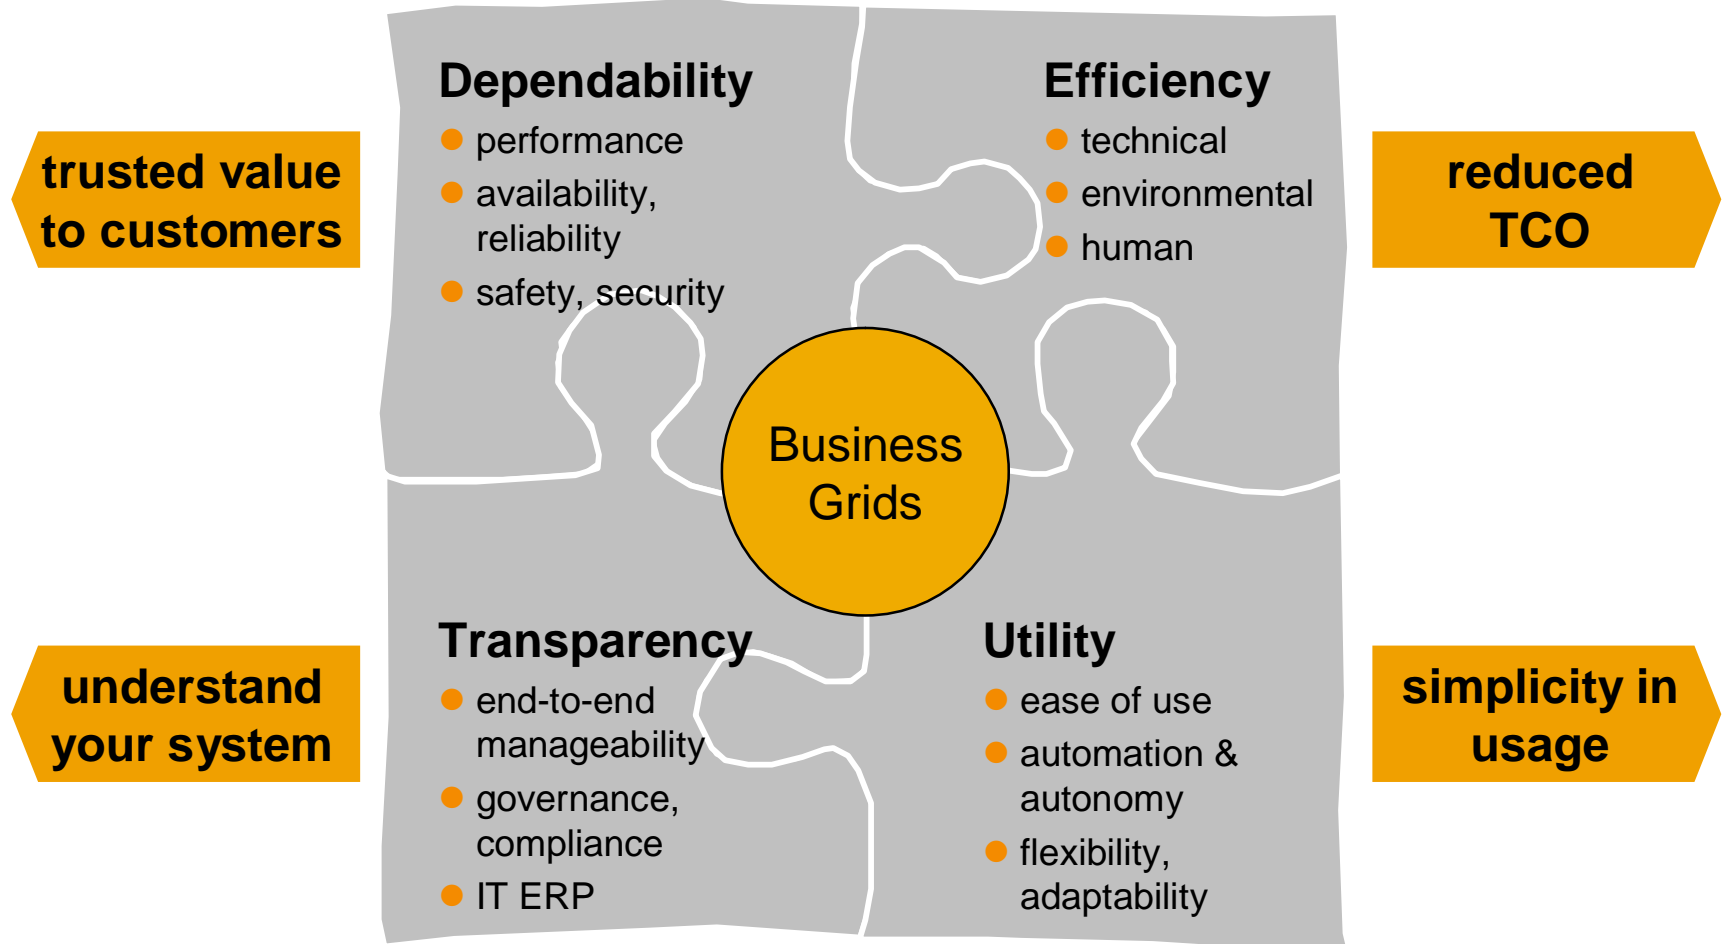 Dependability
performance
availability,
reliability
safety, security
Efficiency
technical
environmental
human
trusted value
to customers
reduced
TCO
Business
Grids
Transparency
end-to-end
manageability
governance,
compliance
IT ERP
Utility
ease of use
automation &
autonomy
flexibility,
adaptability
understand
your system
simplicity in
usage